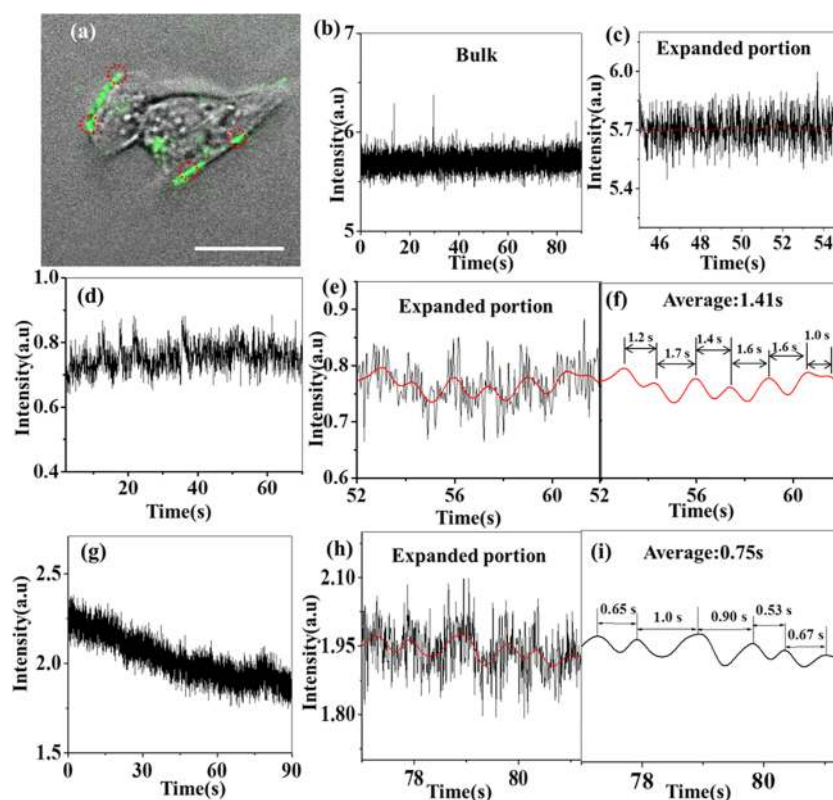 (a)
(b)
Bulk
7
6
5
Intensity(a.u)
0 20 40 60 80
Time(s)
(c)
Expanded portion
6.0
5.7
5.4
Intensity(a.u)
46 48 50 52 54
Time(s)
(d)
1.0
0.8
0.6
0.4
Intensity(a.u)
20 40 60
Time(s)
(e)
Expanded portion
0.9
0.8
0.7
0.6
Intensity(a.u)
52 56 60
Time(s)
(f)
Average:1.41s
1.2 s
1.7 s
1.4 s
1.6 s
1.6 s
1.0 s
52 56 60
Time(s)
(g)
2.5
2.0
1.5
Intensity(a.u)
0 30 60 90
Time(s)
(h)
Expanded portion
2.10
1.95
1.80
Intensity(a.u)
78 80
Time(s)
(i)
Average:0.75s
0.65 s
1.0 s
0.90 s
0.53 s
0.67 s
78 80
Time(s)